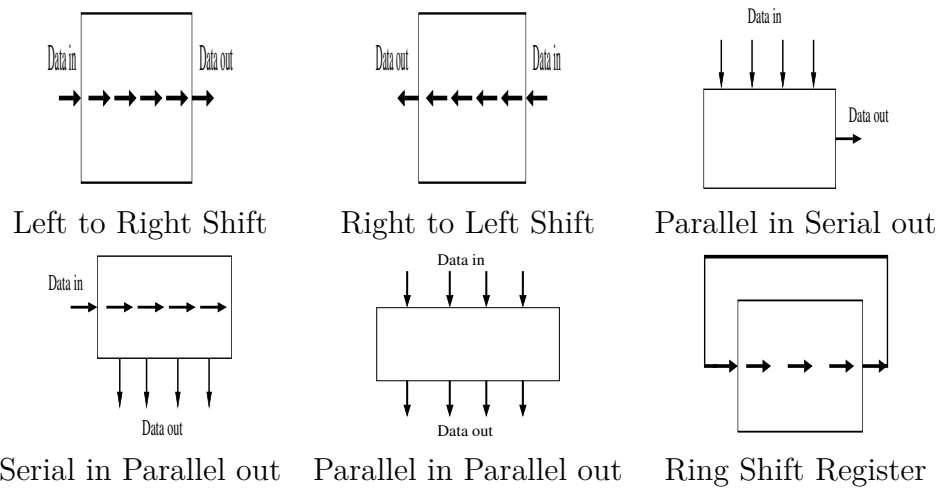 Data in
Data out
Left to Right Shift
Data out
Data in
Right to Left Shift
Data in
Data out
Parallel in Serial out
Data in
Data out
Serial in Parallel out
Data in
Data out
Parallel in Parallel out
Ring Shift Register